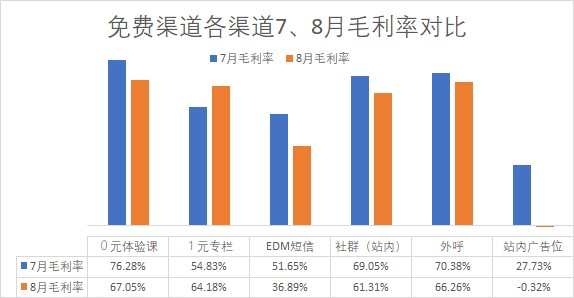 免费渠道各渠道7、8月毛利率对比
7月毛利率 8月毛利率
0元体验课 1元专栏 EDM短信 社群（站内） 外呼 站内广告位
7月毛利率 76.28% 54.83% 51.65% 69.05% 70.38% 27.73%
8月毛利率 67.05% 64.18% 36.89% 61.31% 66.26% -0.32%